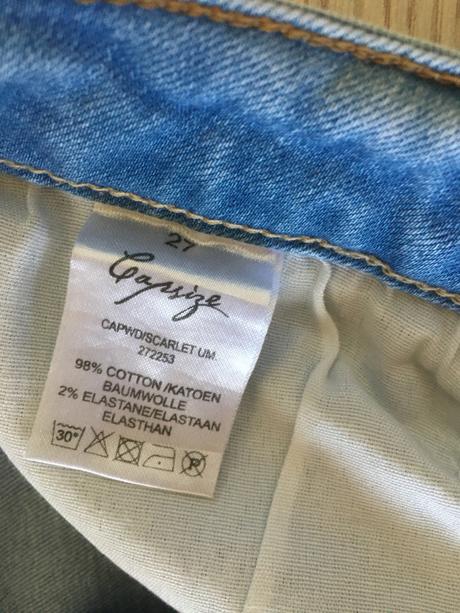 27
Capsize
CAPWD/SCARLET UM.
272253
98% COTTON/KATOEN
BAUMWOLLE
2% ELASTANE/ELASTAAN
ELASTHAN
30° P